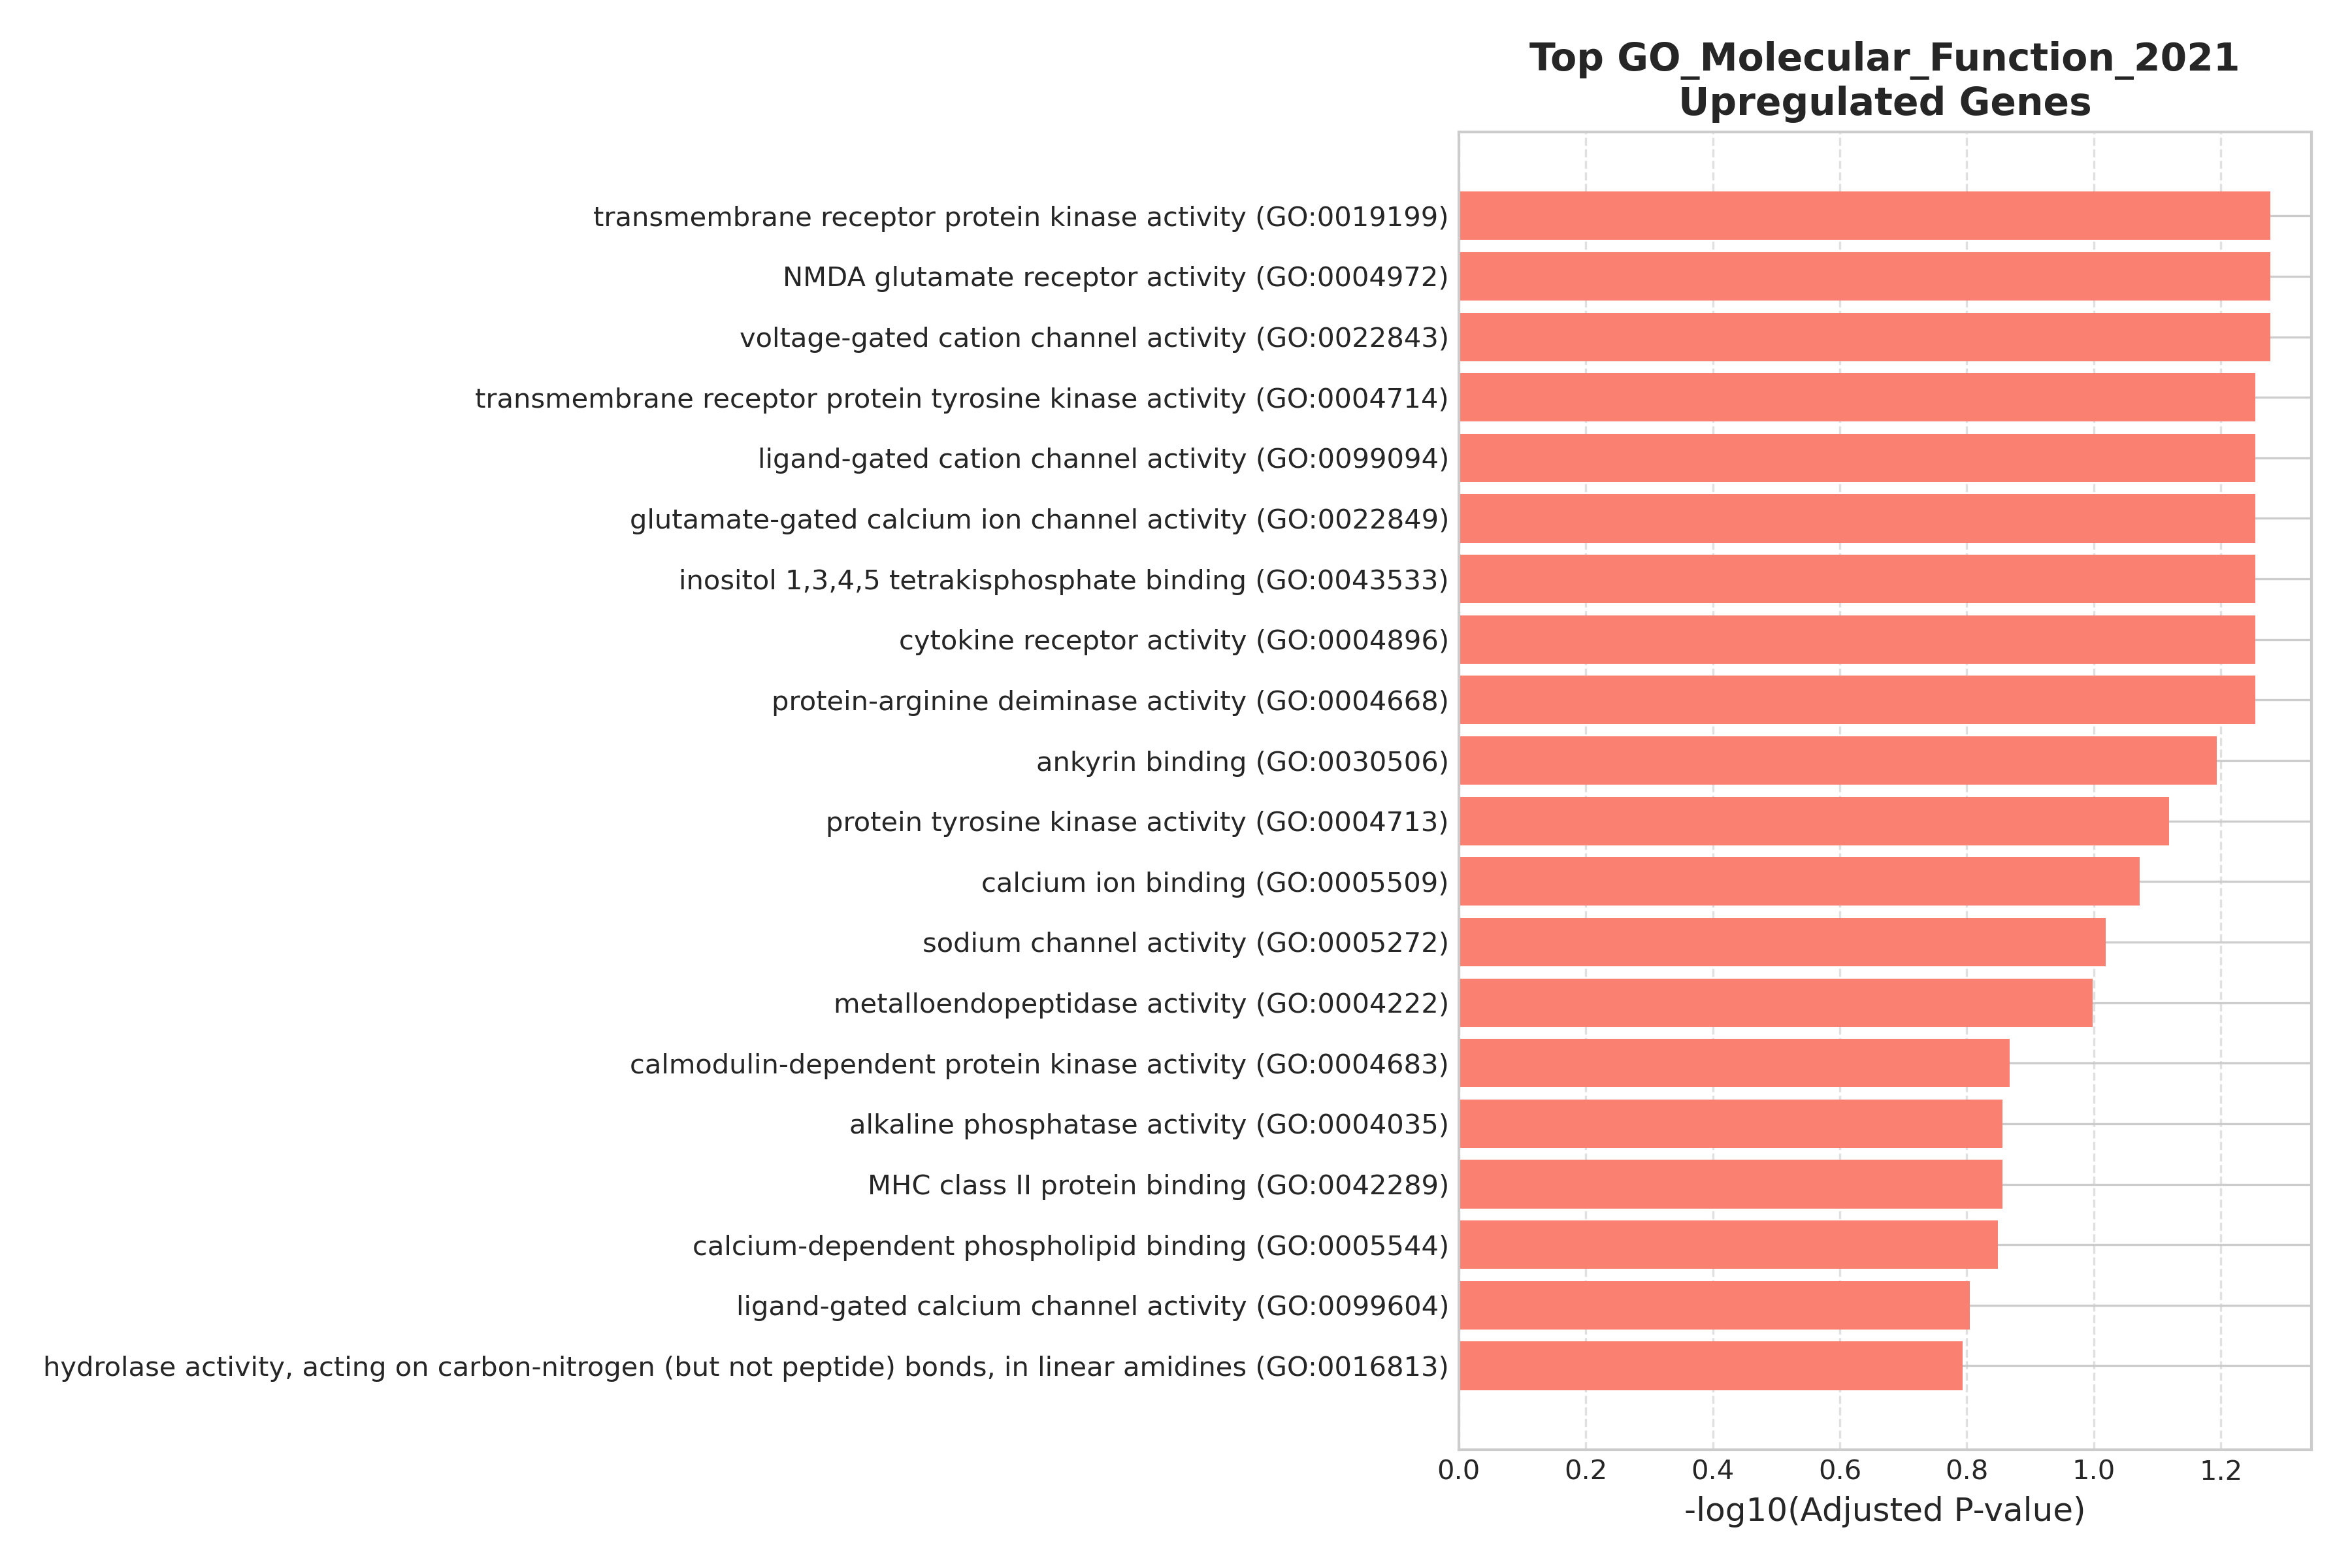 Top GO_Molecular_Function_2021
Upregulated Genes
transmembrane receptor protein kinase activity (GO:0019199)
NMDA glutamate receptor activity (GO:0004972)
voltage-gated cation channel activity (GO:0022843)
transmembrane receptor protein tyrosine kinase activity (GO:0004714)
ligand-gated cation channel activity (GO:0099094)
glutamate-gated calcium ion channel activity (GO:0022849)
inositol 1,3,4,5 tetrakisphosphate binding (GO:0043533)
cytokine receptor activity (GO:0004896)
protein-arginine deiminase activity (GO:0004668)
ankyrin binding (GO:0030506)
protein tyrosine kinase activity (GO:0004713)
calcium ion binding (GO:0005509)
sodium channel activity (GO:0005272)
metalloendopeptidase activity (GO:0004222)
calmodulin-dependent protein kinase activity (GO:0004683)
alkaline phosphatase activity (GO:0004035)
MHC class II protein binding (GO:0042289)
calcium-dependent phospholipid binding (GO:0005544)
ligand-gated calcium channel activity (GO:0099604)
hydrolase activity, acting on carbon-nitrogen (but not peptide) bonds, in linear amidines (GO:0016813)
0.0 0.2 0.4 0.6 0.8 1.0 1.2
-log10(Adjusted P-value)